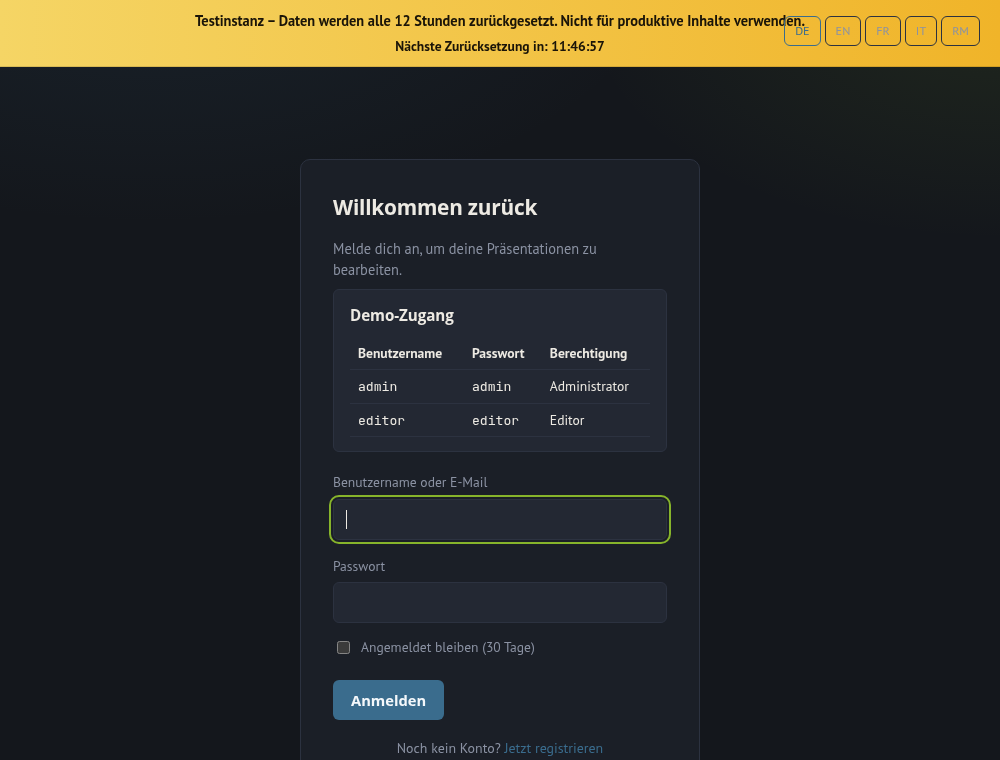 Testinstanz – Daten werden alle 12 Stunden zurückgesetzt. Nicht für produktive Inhalte verwenden.
Nächste Zurücksetzung in: 11:46:57
DE EN FR IT RM
Willkommen zurück
Melde dich an, um deine Präsentationen zu
bearbeiten.
Demo-Zugang
Benutzername Passwort Berechtigung
admin admin Administrator
editor editor Editor
Benutzername oder E-Mail
Passwort
Angemeldet bleiben (30 Tage)
Anmelden
Noch kein Konto? Jetzt registrieren